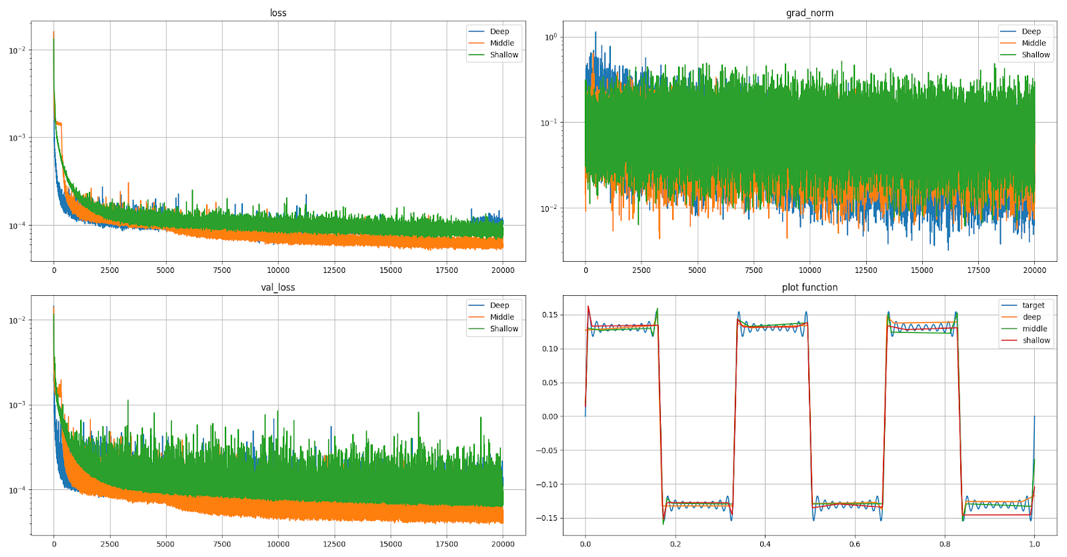 loss
Deep
Middle
Shallow
10⁻²
10⁻³
10⁻⁴
0 2500 5000 7500 10000 12500 15000 17500 20000
grad_norm
Deep
Middle
Shallow
10⁰
10⁻¹
10⁻²
0 2500 5000 7500 10000 12500 15000 17500 20000
val_loss
Deep
Middle
Shallow
10⁻²
10⁻³
10⁻⁴
0 2500 5000 7500 10000 12500 15000 17500 20000
plot function
target
deep
middle
shallow
0.15
0.10
0.05
0.00
−0.05
−0.10
−0.15
0.0 0.2 0.4 0.6 0.8 1.0